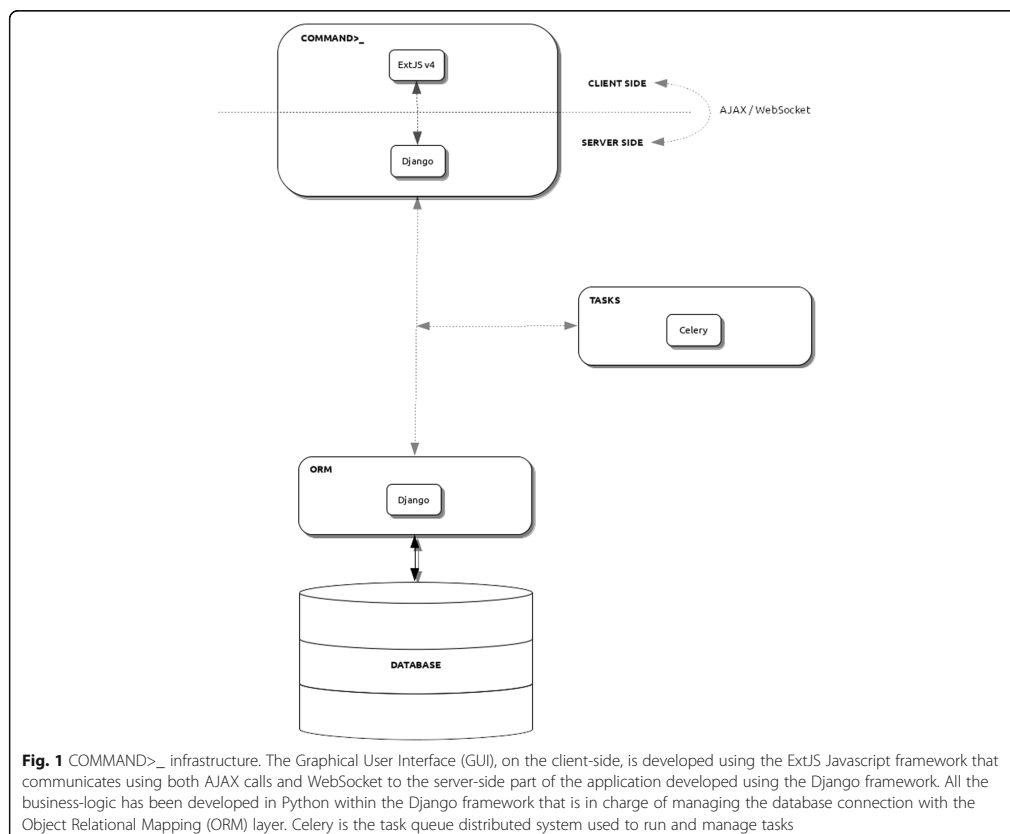 COMMAND>_
ExtJS v4
CLIENT SIDE
AJAX / WebSocket
SERVER SIDE
Django
TASKS
Celery
ORM
Django
DATABASE
Fig. 1 COMMAND>_ infrastructure. The Graphical User Interface (GUI), on the client-side, is developed using the ExtJS Javascript framework that
communicates using both AJAX calls and WebSocket to the server-side part of the application developed using the Django framework. All the
business-logic has been developed in Python within the Django framework that is in charge of managing the database connection with the
Object Relational Mapping (ORM) layer. Celery is the task queue distributed system used to run and manage tasks